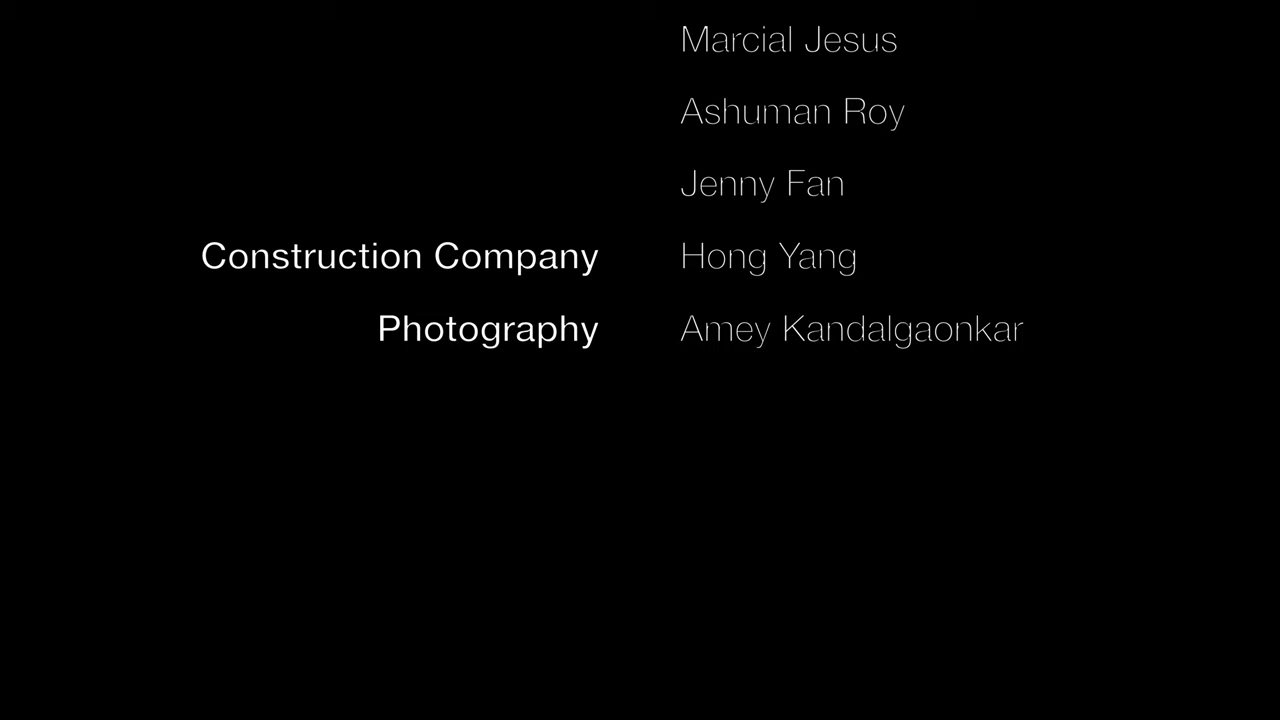 Marcial Jesus
Ashuman Roy
Jenny Fan
Construction Company Hong Yang
Photography Amey Kandalgaonkar